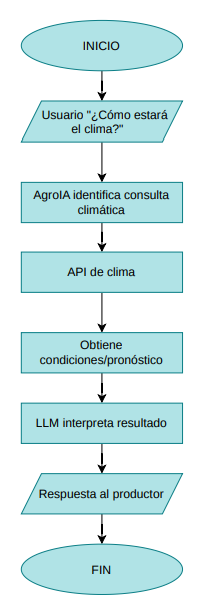 INICIO
Usuario "¿Cómo estará
el clima?"
AgroIA identifica consulta
climática
API de clima
Obtiene
condiciones/pronóstico
LLM interpreta resultado
Respuesta al productor
FIN